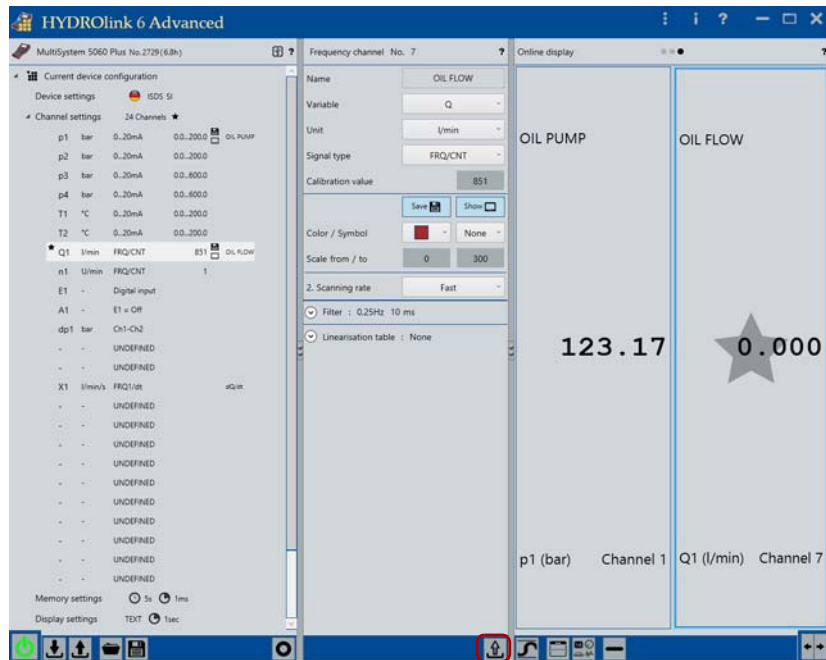 HYDROlink 6 Advanced
i ?
MultiSystem 5060 Plus No.2729(6.8h) ?
Current device configuration
Device settings ISDS SI
Channel settings 24 Channels
p1 bar 0..20mA 0.0..200.0 OIL PUMP
p2 bar 0..20mA 0.0..200.0
p3 bar 0..20mA 0.0..600.0
p4 bar 0..20mA 0.0..600.0
T1 °C 0..20mA 0.0..200.0
T2 °C 0..20mA 0.0..200.0
Q1 l/min FRQ/CNT 851 OIL FLOW
n1 U/min FRQ/CNT 1
E1 - Digital input
A1 - E1 = Off
dp1 bar Ch1-Ch2
- - UNDEFINED
- - UNDEFINED
X1 l/min/s FRQ1/dt dQ/dt
- - UNDEFINED
- - UNDEFINED
- - UNDEFINED
- - UNDEFINED
- - UNDEFINED
- - UNDEFINED
- - UNDEFINED
- - UNDEFINED
- - UNDEFINED
- - UNDEFINED
Memory settings 5s 1ms
Display settings TEXT 1sec
Frequency channel No. 7 ?
Name OIL FLOW
Variable Q
Unit l/min
Signal type FRQ/CNT
Calibration value 851
Save Show
Color / Symbol None
Scale from / to 0 300
2. Scanning rate Fast
Filter : 0.25Hz 10 ms
Linearisation table : None
Online display ?
OIL PUMP
123.17
p1 (bar) Channel 1
OIL FLOW
0.000
Q1 (l/min) Channel 7